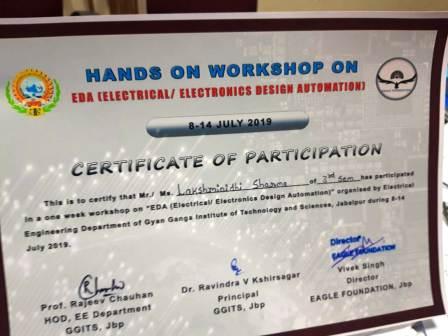 HANDS ON WORKSHOP ON
EDA (ELECTRICAL/ ELECTRONICS DESIGN AUTOMATION)
8-14 JULY 2019
CERTIFICATE OF PARTICIPATION
This is to certify that Mr./ Ms. Lakshminidhi Sharma of 3rd Sem has participated
in a one week workshop on "EDA (Electrical/ Electronics Design Automation)" organised by Electrical
Engineering Department of Gyan Ganga Institute of Technology and Sciences, Jabalpur during 8-14
July 2019.
Director
EAGLE FOUNDATION
Prof. Rajeev Chauhan
HOD, EE Department
GGITS, Jbp
Dr. Ravindra V Kshirsagar
Principal
GGITS, Jbp
Vivek Singh
Director
EAGLE FOUNDATION, Jbp